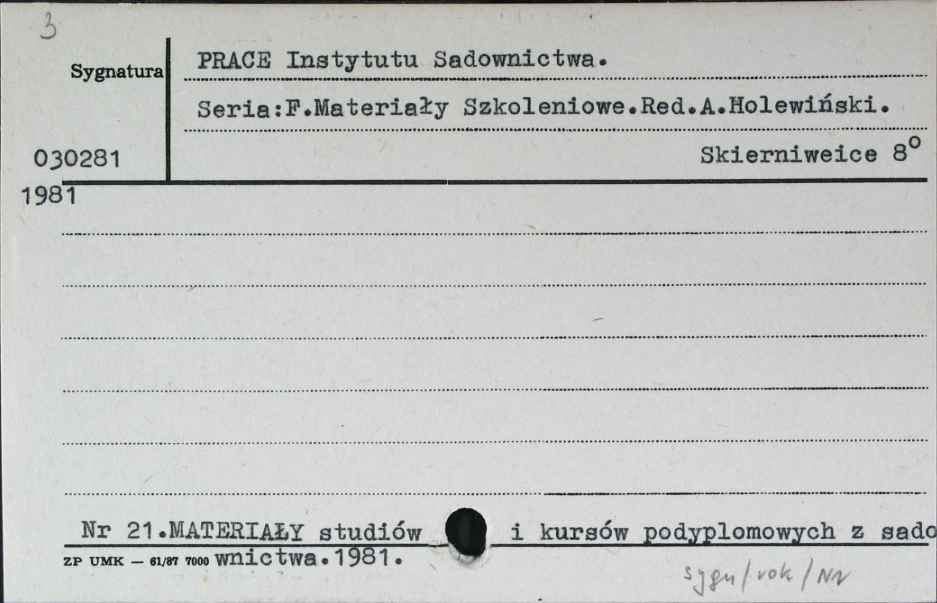 3
Sygnatura
PRACE Instytutu Sadownictwa.
Seria:F.Materiały Szkoleniowe.Red.A.Holewiński.
030281
Skierniweice 8o
1981
Nr 21.MATERIAŁY studiów i kursów podyplomowych z sado
ZP UMK — 61/87 7000 wnictwa.1981.
sygn/rok/Nr